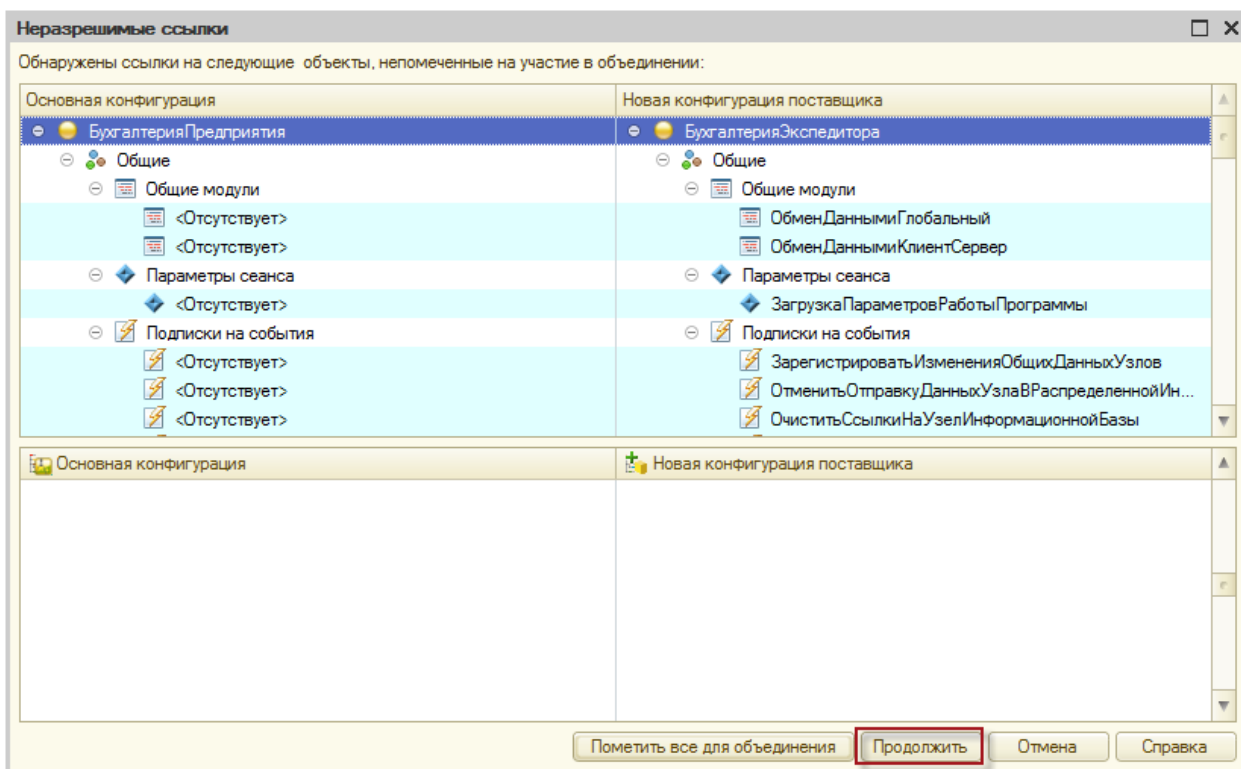 Неразрешимые ссылки
Обнаружены ссылки на следующие объекты, непомеченные на участие в объединении:
Основная конфигурация Новая конфигурация поставщика
БухгалтерияПредприятия БухгалтерияЭкспедитора
Общие Общие
Общие модули Общие модули
<Отсутствует> ОбменДаннымиГлобальный
<Отсутствует> ОбменДаннымиКлиентСервер
Параметры сеанса Параметры сеанса
<Отсутствует> ЗагрузкаПараметровРаботыПрограммы
Подписки на события Подписки на события
<Отсутствует> ЗарегистрироватьИзмененияОбщихДанныхУзлов
<Отсутствует> ОтменитьОтправкуДанныхУзлаВРаспределеннойИн...
<Отсутствует> ОчиститьСсылкиНаУзелИнформационнойБазы
Основная конфигурация Новая конфигурация поставщика
Пометить все для объединения Продолжить Отмена Справка